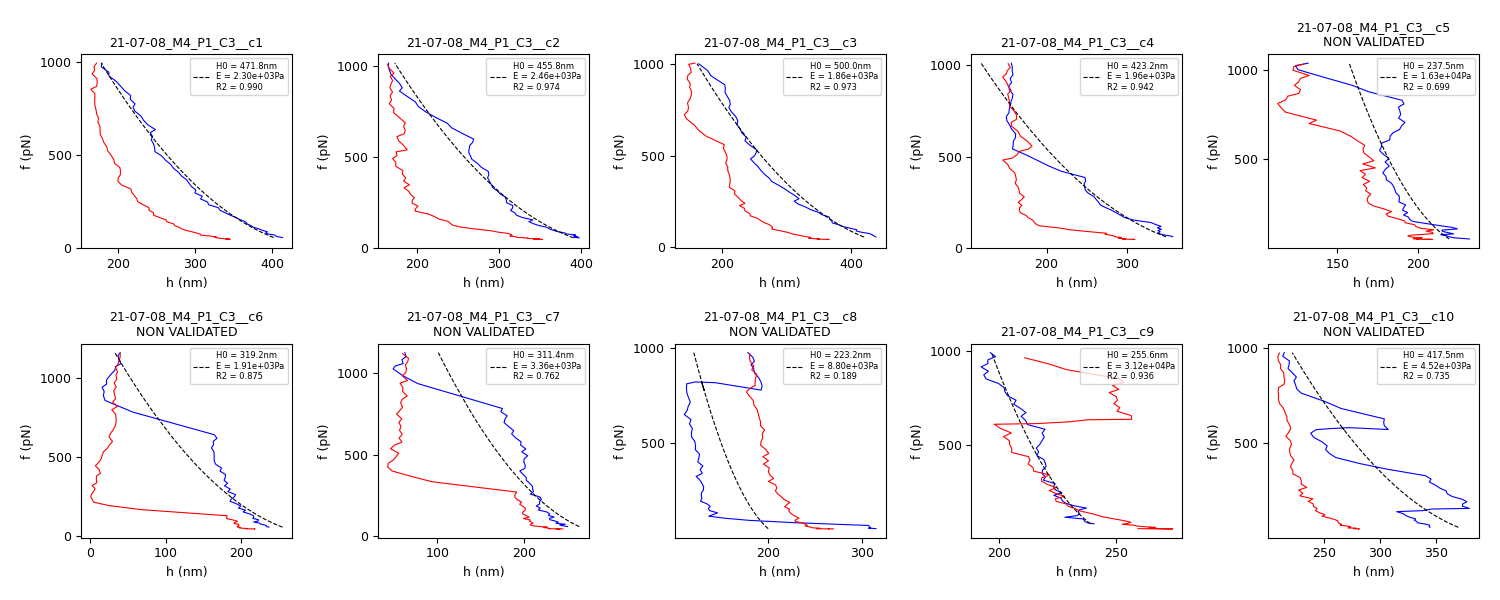 21-07-08_M4_P1_C3__c1
H0 = 471.8nm
E = 2.30e+03Pa
R2 = 0.990
f (pN)
1000
500
0
200
300
400
h (nm)
21-07-08_M4_P1_C3__c2
H0 = 455.8nm
E = 2.46e+03Pa
R2 = 0.974
f (pN)
1000
500
0
200
300
400
h (nm)
21-07-08_M4_P1_C3__c3
H0 = 500.0nm
E = 1.86e+03Pa
R2 = 0.973
f (pN)
1000
500
0
200
400
h (nm)
21-07-08_M4_P1_C3__c4
H0 = 423.2nm
E = 1.96e+03Pa
R2 = 0.942
f (pN)
1000
500
0
200
300
h (nm)
21-07-08_M4_P1_C3__c5
NON VALIDATED
H0 = 237.5nm
E = 1.63e+04Pa
R2 = 0.699
f (pN)
1000
500
150
200
h (nm)
21-07-08_M4_P1_C3__c6
NON VALIDATED
H0 = 319.2nm
E = 1.91e+03Pa
R2 = 0.875
f (pN)
1000
500
0
0
100
200
h (nm)
21-07-08_M4_P1_C3__c7
NON VALIDATED
H0 = 311.4nm
E = 3.36e+03Pa
R2 = 0.762
f (pN)
1000
500
0
100
200
h (nm)
21-07-08_M4_P1_C3__c8
NON VALIDATED
H0 = 223.2nm
E = 8.80e+03Pa
R2 = 0.189
f (pN)
1000
500
200
300
h (nm)
21-07-08_M4_P1_C3__c9
H0 = 255.6nm
E = 3.12e+04Pa
R2 = 0.936
f (pN)
1000
500
200
250
h (nm)
21-07-08_M4_P1_C3__c10
NON VALIDATED
H0 = 417.5nm
E = 4.52e+03Pa
R2 = 0.735
f (pN)
1000
500
0
250
300
350
h (nm)